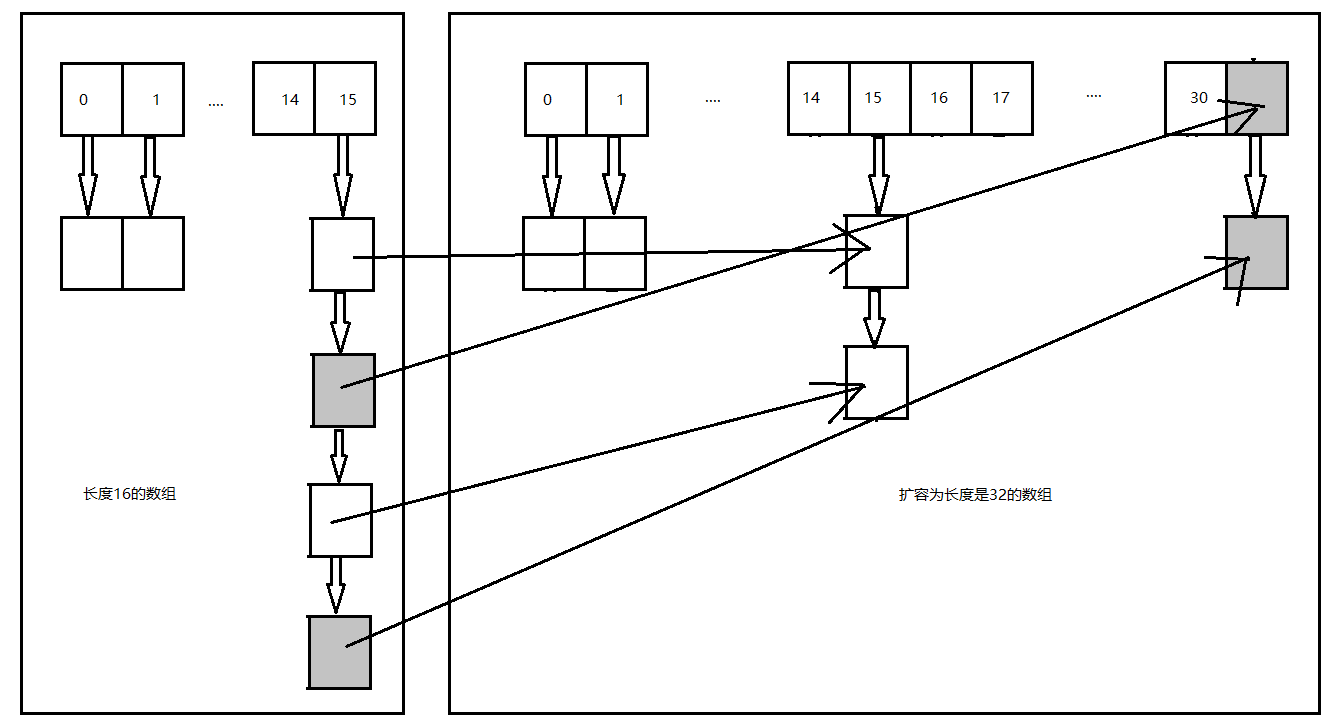 0 1 .... 14 15
0 1 .... 14 15 16 17 .... 30
长度16的数组
扩容为长度是32的数组